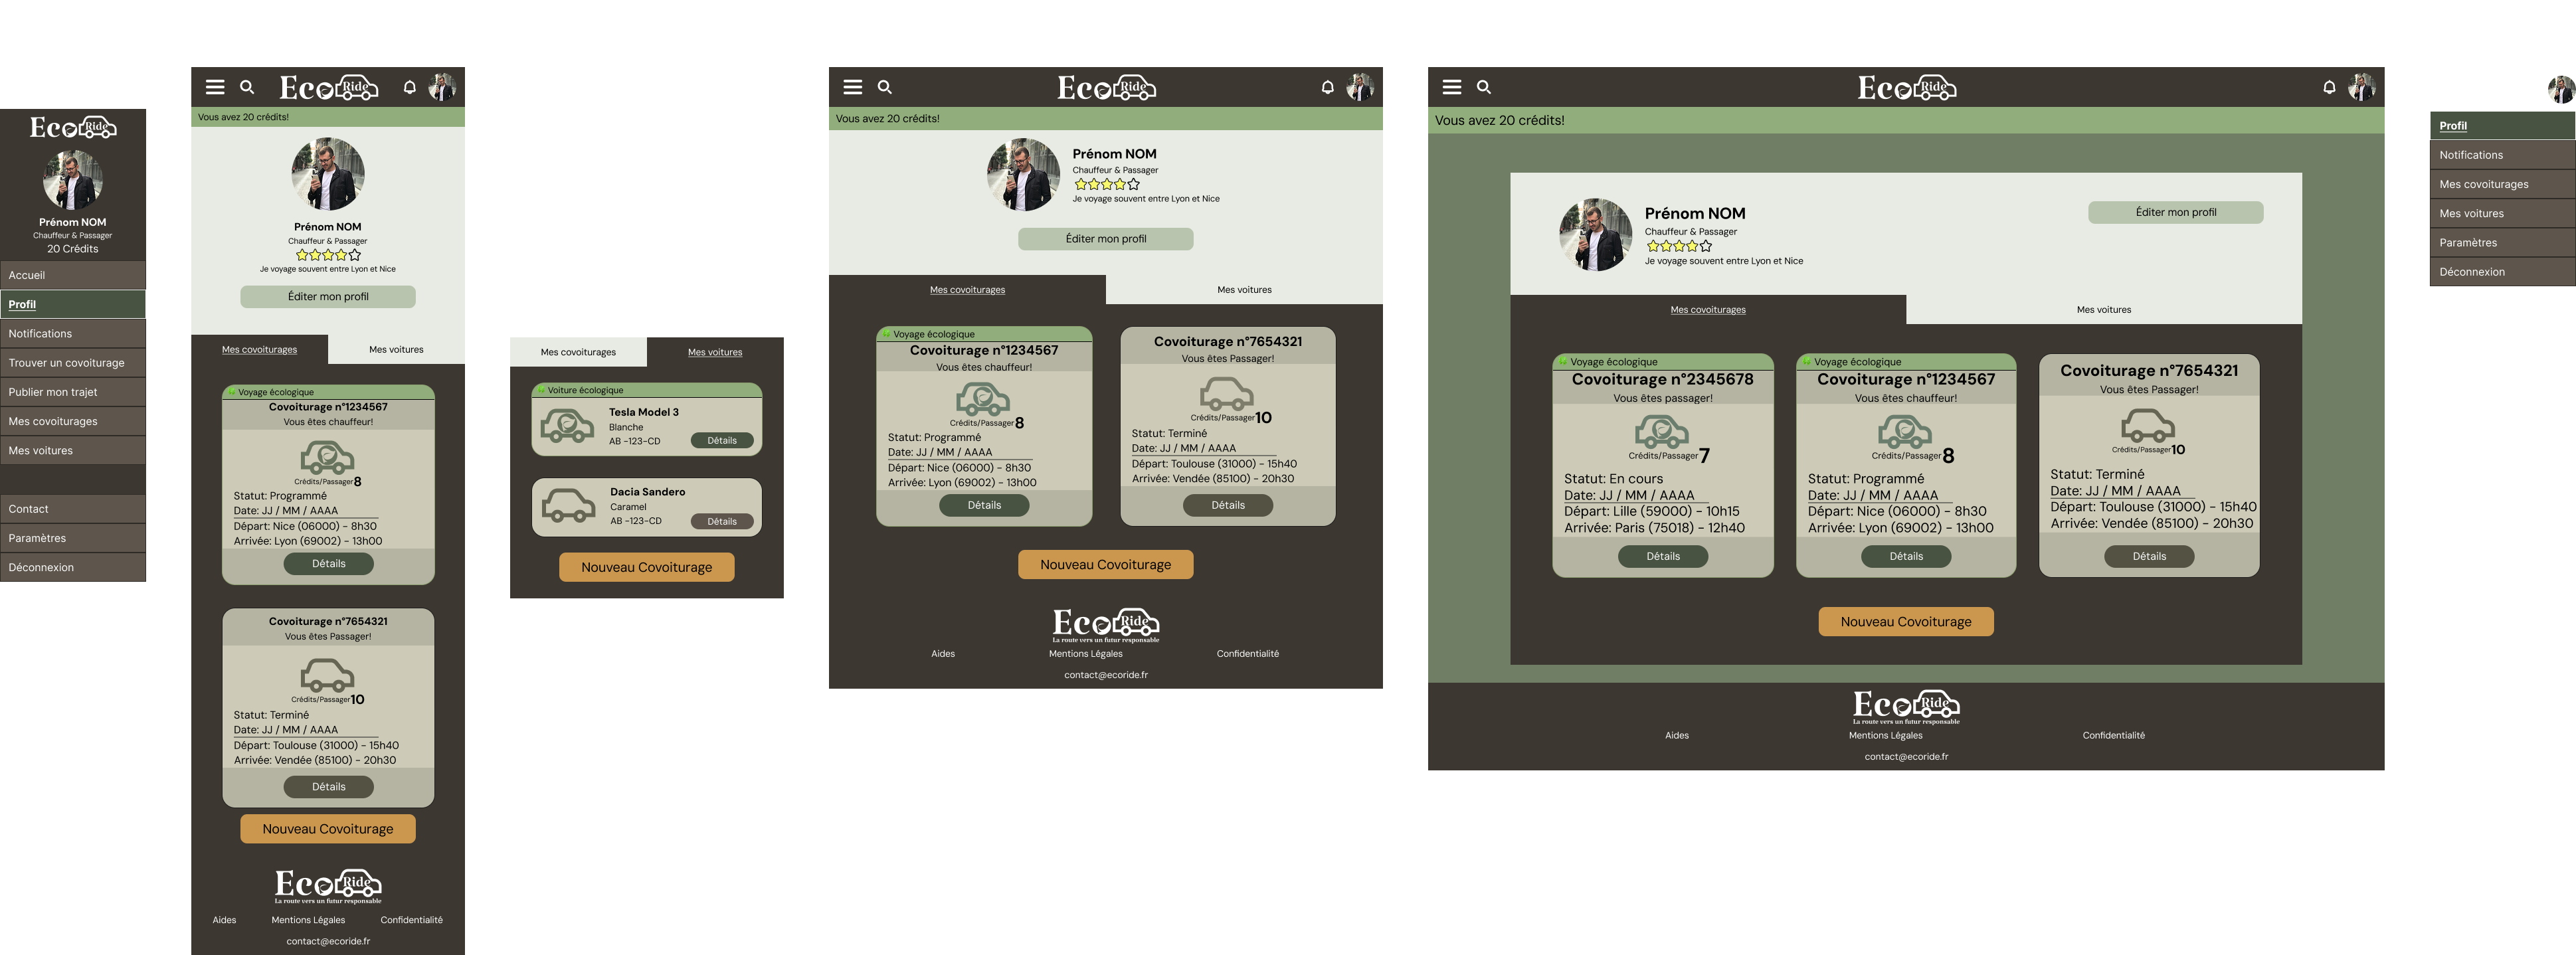 Eco Ride
Prénom NOM
Chauffeur & Passager
20 Crédits
Accueil
Profil
Notifications
Trouver un covoiturage
Publier mon trajet
Mes covoiturages
Mes voitures
Contact
Paramètres
Déconnexion
Eco Ride
Vous avez 20 crédits!
Prénom NOM
Chauffeur & Passager
Je voyage souvent entre Lyon et Nice
Éditer mon profil
Mes covoiturages Mes voitures
Voyage écologique
Covoiturage n°1234567
Vous êtes chauffeur!
Crédits/Passager 8
Statut: Programmé
Date: JJ / MM / AAAA
Départ: Nice (06000) - 8h30
Arrivée: Lyon (69002) - 13h00
Détails
Covoiturage n°7654321
Vous êtes Passager!
Crédits/Passager 10
Statut: Terminé
Date: JJ / MM / AAAA
Départ: Toulouse (31000) - 15h40
Arrivée: Vendée (85100) - 20h30
Détails
Nouveau Covoiturage
Eco Ride
La route vers un futur responsable
Aides Mentions Légales Confidentialité
contact@ecoride.fr
Mes covoiturages Mes voitures
Voiture écologique
Tesla Model 3
Blanche
AB -123-CD Détails
Dacia Sandero
Caramel
AB -123-CD Détails
Nouveau Covoiturage
Eco Ride
Vous avez 20 crédits!
Prénom NOM
Chauffeur & Passager
Je voyage souvent entre Lyon et Nice
Éditer mon profil
Mes covoiturages Mes voitures
Voyage écologique
Covoiturage n°1234567
Vous êtes chauffeur!
Crédits/Passager 8
Statut: Programmé
Date: JJ / MM / AAAA
Départ: Nice (06000) - 8h30
Arrivée: Lyon (69002) - 13h00
Détails
Covoiturage n°7654321
Vous êtes Passager!
Crédits/Passager 10
Statut: Terminé
Date: JJ / MM / AAAA
Départ: Toulouse (31000) - 15h40
Arrivée: Vendée (85100) - 20h30
Détails
Nouveau Covoiturage
Eco Ride
La route vers un futur responsable
Aides Mentions Légales Confidentialité
contact@ecoride.fr
Eco Ride
Vous avez 20 crédits!
Prénom NOM
Chauffeur & Passager
Je voyage souvent entre Lyon et Nice
Éditer mon profil
Mes covoiturages Mes voitures
Voyage écologique
Covoiturage n°2345678
Vous êtes passager!
Crédits/Passager 7
Statut: En cours
Date: JJ / MM / AAAA
Départ: Lille (59000) - 10h15
Arrivée: Paris (75018) - 12h40
Détails
Voyage écologique
Covoiturage n°1234567
Vous êtes chauffeur!
Crédits/Passager 8
Statut: Programmé
Date: JJ / MM / AAAA
Départ: Nice (06000) - 8h30
Arrivée: Lyon (69002) - 13h00
Détails
Covoiturage n°7654321
Vous êtes Passager!
Crédits/Passager 10
Statut: Terminé
Date: JJ / MM / AAAA
Départ: Toulouse (31000) - 15h40
Arrivée: Vendée (85100) - 20h30
Détails
Nouveau Covoiturage
Eco Ride
La route vers un futur responsable
Aides Mentions Légales Confidentialité
contact@ecoride.fr
Profil
Notifications
Mes covoiturages
Mes voitures
Paramètres
Déconnexion